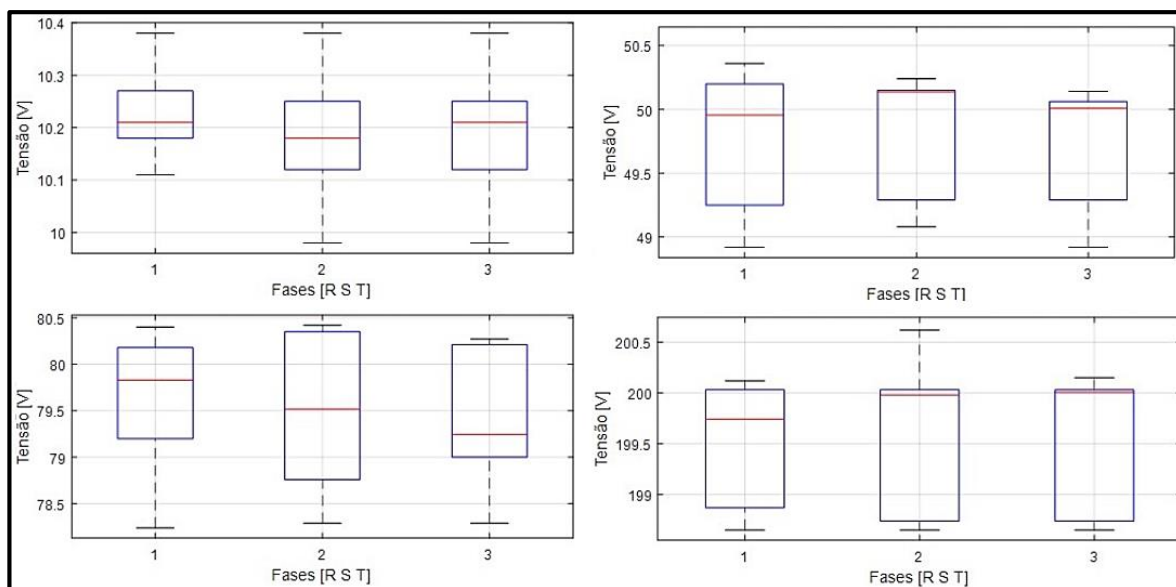 10.4
10.3
10.2
10.1
10
Tensão [V]
1 2 3
Fases [R S T]
50.5
50
49.5
49
Tensão [V]
1 2 3
Fases [R S T]
80.5
80
79.5
79
78.5
Tensão [V]
1 2 3
Fases [R S T]
200.5
200
199.5
199
Tensão [V]
1 2 3
Fases [R S T]